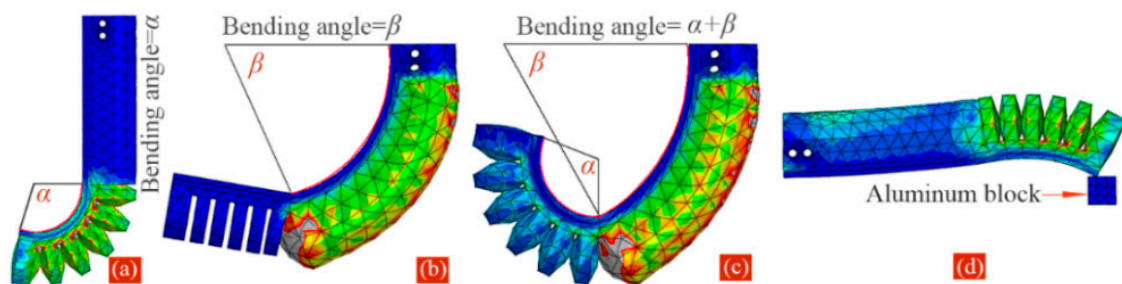 Bending angle=α
α
(a)
Bending angle=β
β
(b)
Bending angle= α+β
β
α
(c)
Aluminum block
(d)